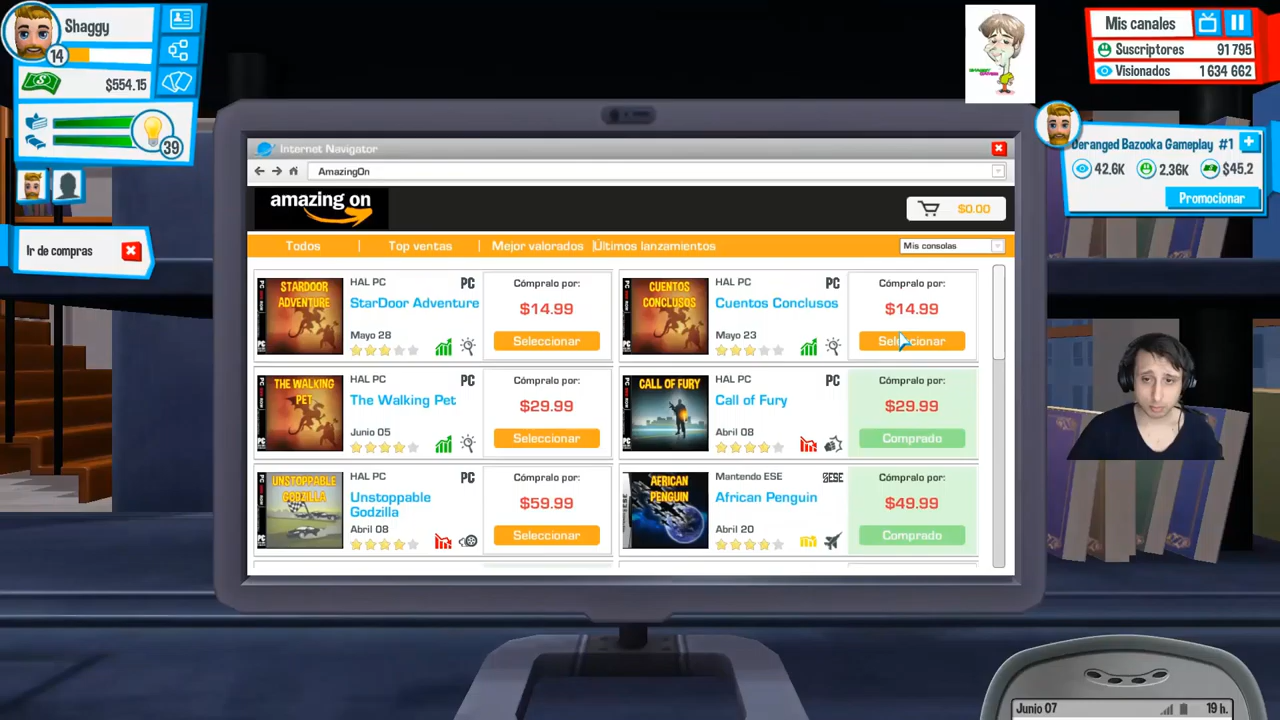 Shaggy
14
$554.15
39
Ir de compras
Mis canales
Suscriptores 91 795
Visionados 1 634 662
Deranged Bazooka Gameplay #1
42.6K 2.36K $45.2
Promocionar
Internet Navigator
AmazingOn
amazing on
$0.00
Todos | Top ventas | Mejor valorados | Últimos lanzamientos
Mis consolas
STARDOOR ADVENTURE
HAL PC PC
StarDoor Adventure
Mayo 28
Cómpralo por:
$14.99
Seleccionar
CUENTOS CONCLUSOS
HAL PC PC
Cuentos Conclusos
Mayo 23
Cómpralo por:
$14.99
Seleccionar
THE WALKING PET
HAL PC PC
The Walking Pet
Junio 05
Cómpralo por:
$29.99
Seleccionar
CALL OF FURY
HAL PC PC
Call of Fury
Abril 08
Cómpralo por:
$29.99
Comprado
UNSTOPPABLE GODZILLA
HAL PC PC
Unstoppable
Godzilla
Abril 08
Cómpralo por:
$59.99
Seleccionar
AFRICAN PENGUIN
Mantendo ESE ESE
African Penguin
Abril 20
Cómpralo por:
$49.99
Comprado
Junio 07 19 h.